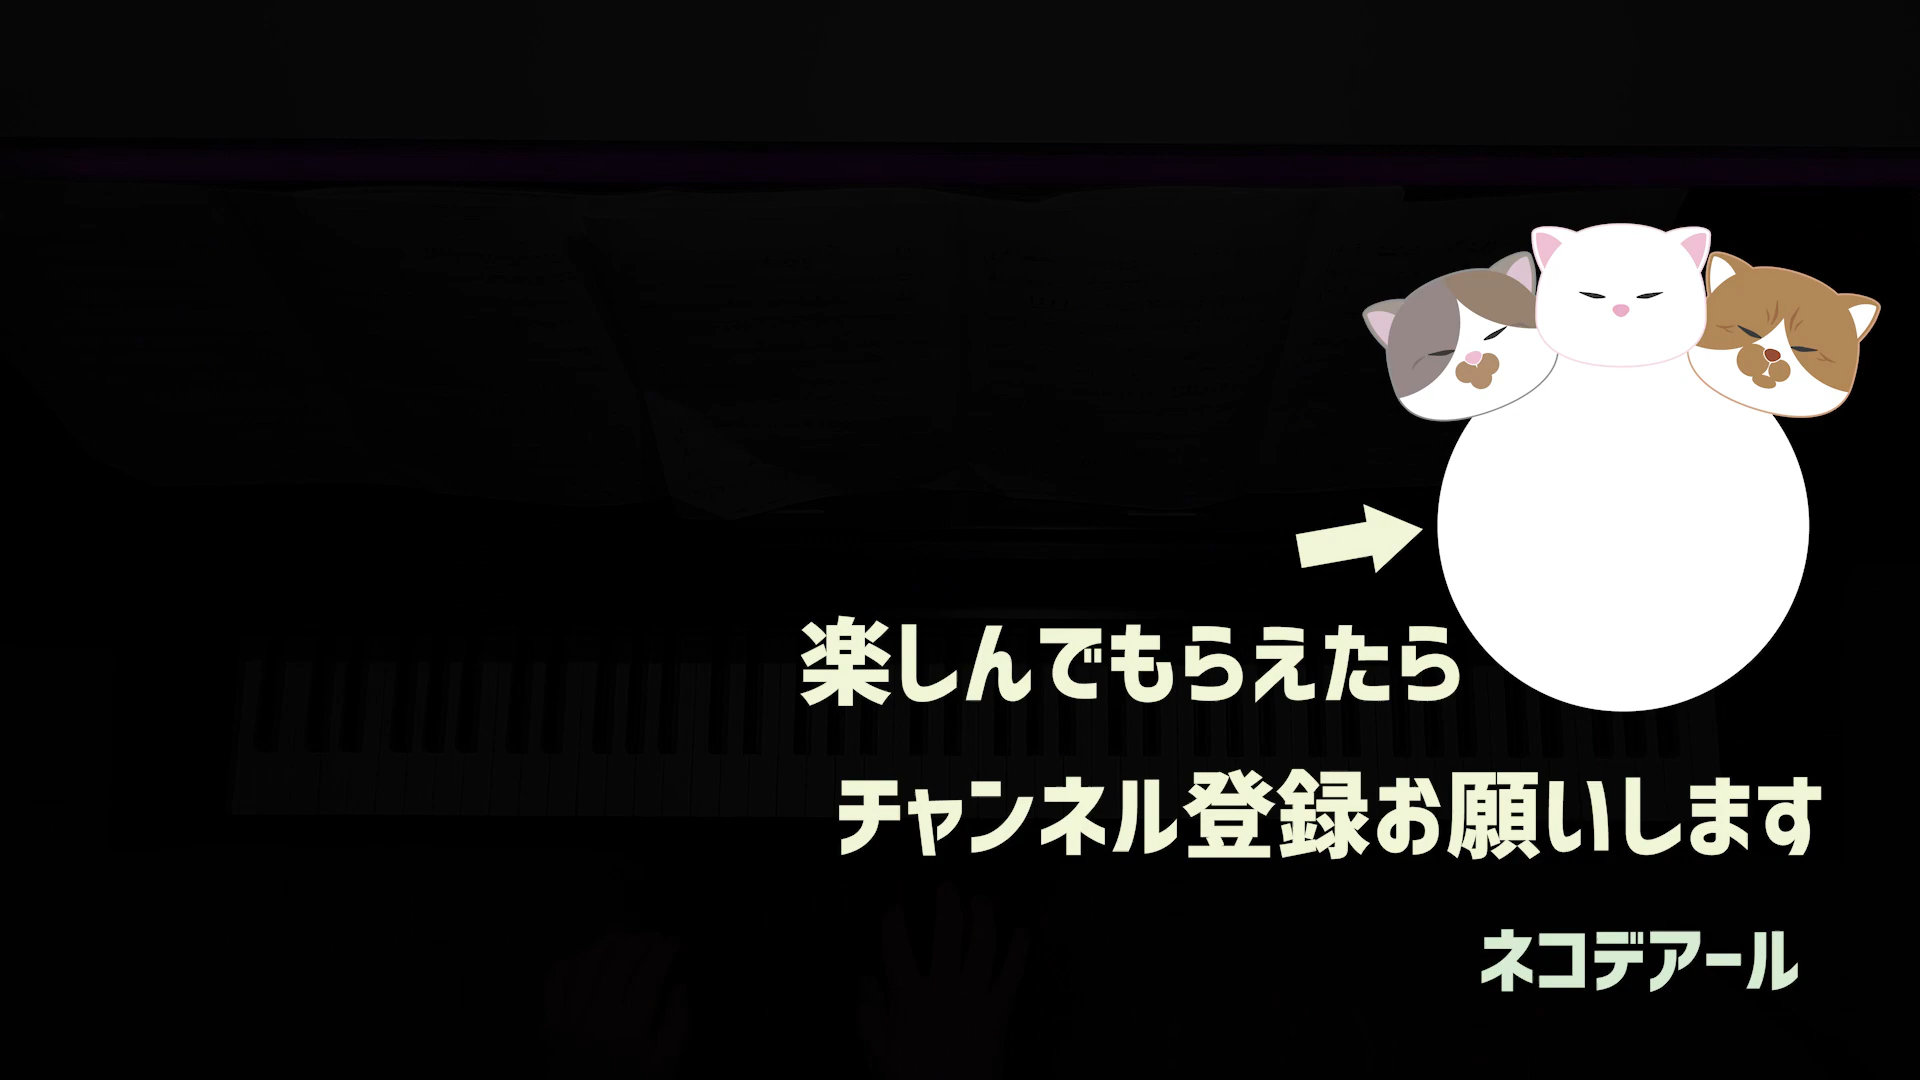 楽しんでもらえたら
チャンネル登録お願いします
ネコデアール